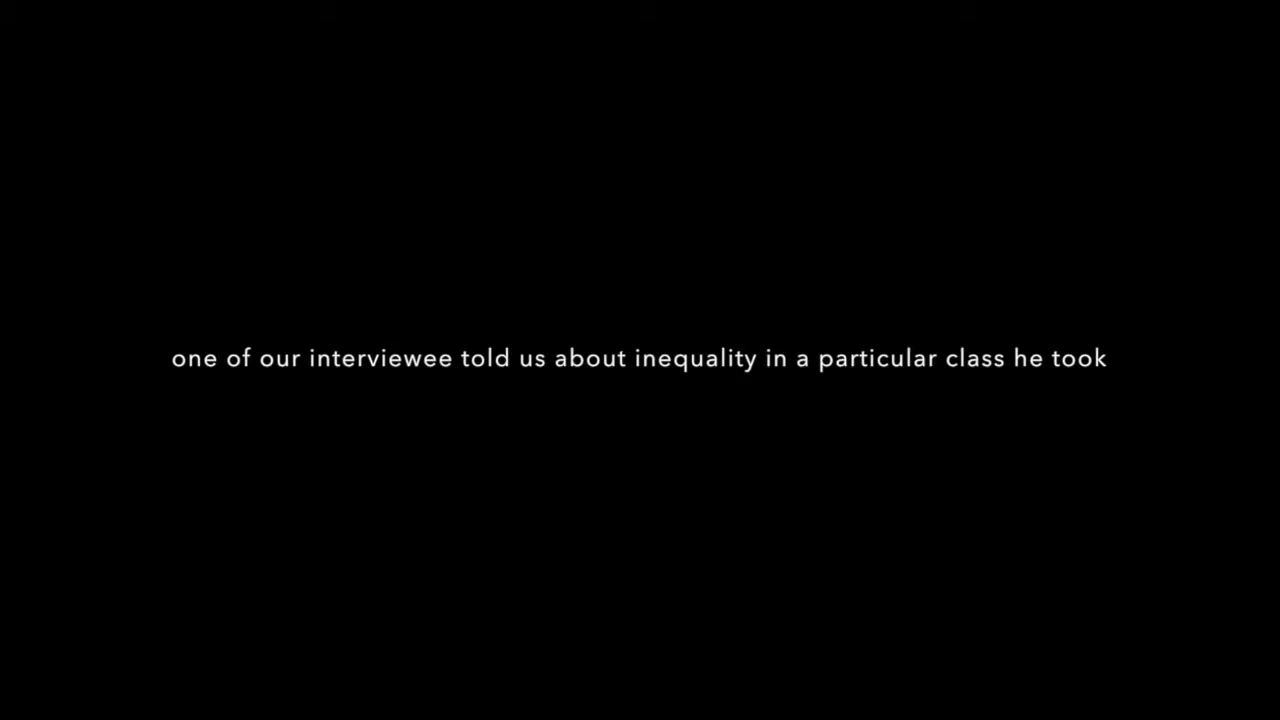 one of our interviewee told us about inequality in a particular class he took